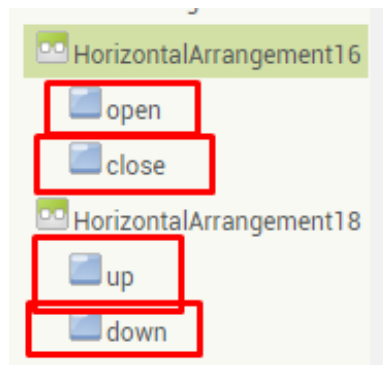 HorizontalArrangement16
open
close
HorizontalArrangement18
up
down